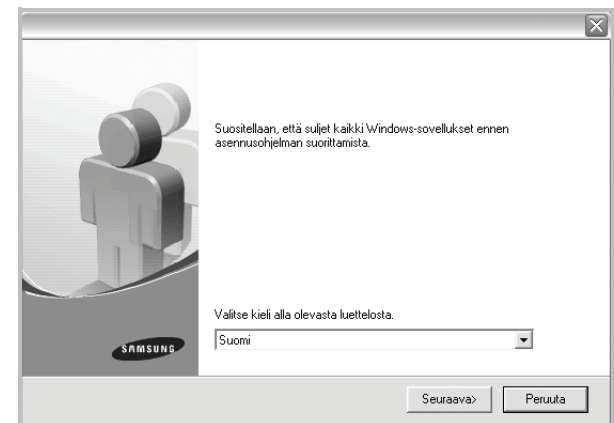 Suositellaan, että suljet kaikki Windows-sovellukset ennen
asennusohjelman suorittamista.
Valitse kieli alla olevasta luettelosta.
Suomi
SAMSUNG
Seuraava>
Peruuta